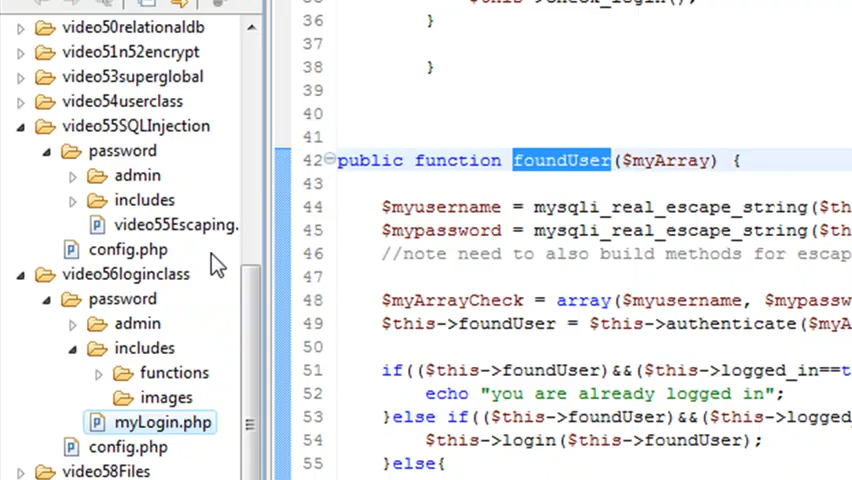 video50relationaldb
video51n52encrypt
video53superglobal
video54userclass
video55SQLInjection
password
admin
includes
video55Escaping.
config.php
video56loginclass
password
admin
includes
functions
images
myLogin.php
config.php
video58Files
36 }
37
38 }
39
40
41
42 public function foundUser($myArray) {
43
44 $myusername = mysqli_real_escape_string($th
45 $mypassword = mysqli_real_escape_string($th
46 //note need to also build methods for escap
47
48 $myArrayCheck = array($myusername, $mypassw
49 $this->foundUser = $this->authenticate($myA
50
51 if(($this->foundUser)&&($this->logged_in==t
52 echo "you are already logged in";
53 }else if(($this->foundUser)&&($this->logged
54 $this->login($this->foundUser);
55 }else{